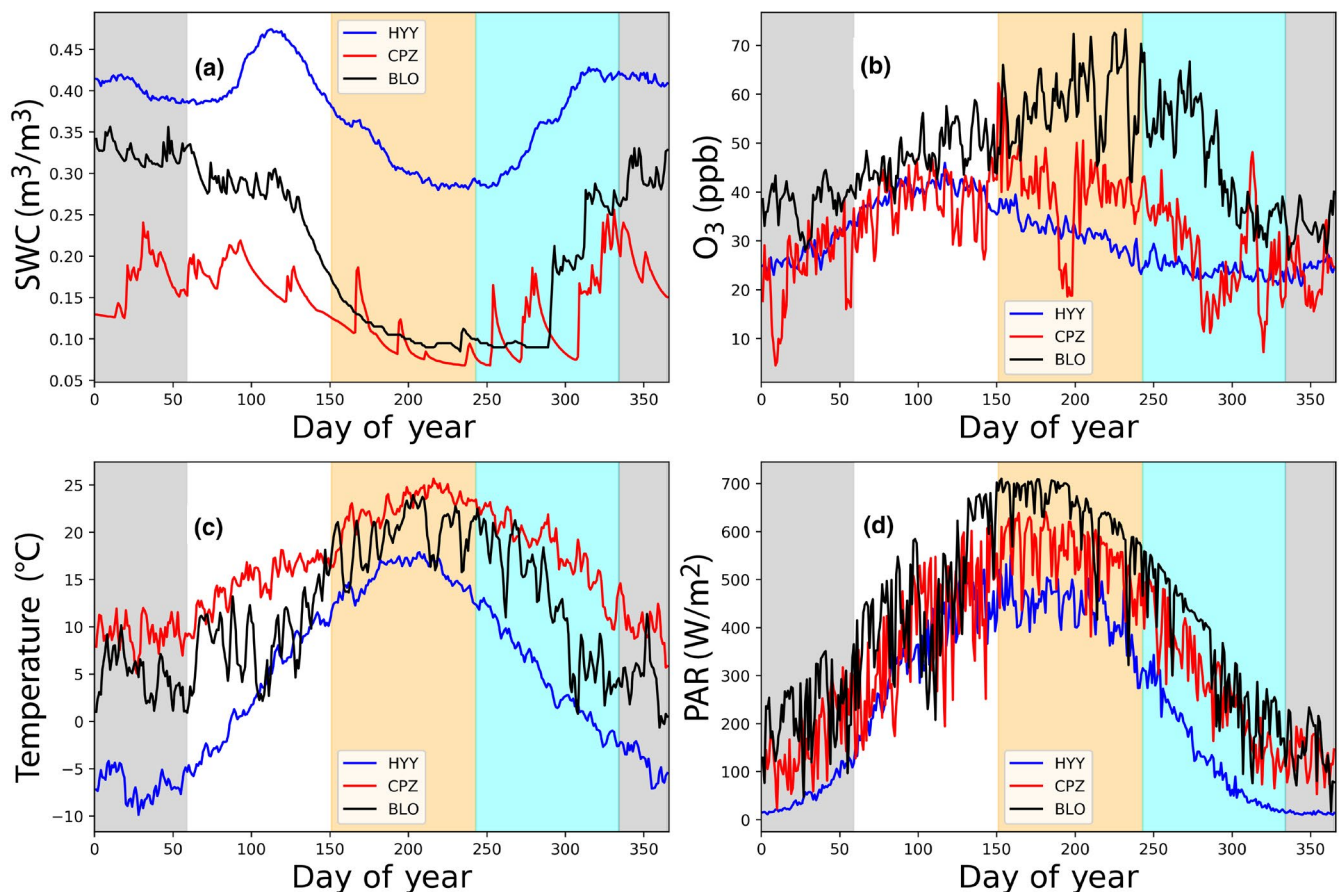 (a)
HYY
CPZ
BLO
SWC (m³/m³)
0.45
0.40
0.35
0.30
0.25
0.20
0.15
0.10
0.05
0 50 100 150 200 250 300 350
Day of year
(b)
O₃ (ppb)
70
60
50
40
30
20
10
HYY
CPZ
BLO
0 50 100 150 200 250 300 350
Day of year
(c)
Temperature (°C)
25
20
15
10
5
0
−5
−10
HYY
CPZ
BLO
0 50 100 150 200 250 300 350
Day of year
(d)
PAR (W/m²)
700
600
500
400
300
200
100
0
HYY
CPZ
BLO
0 50 100 150 200 250 300 350
Day of year